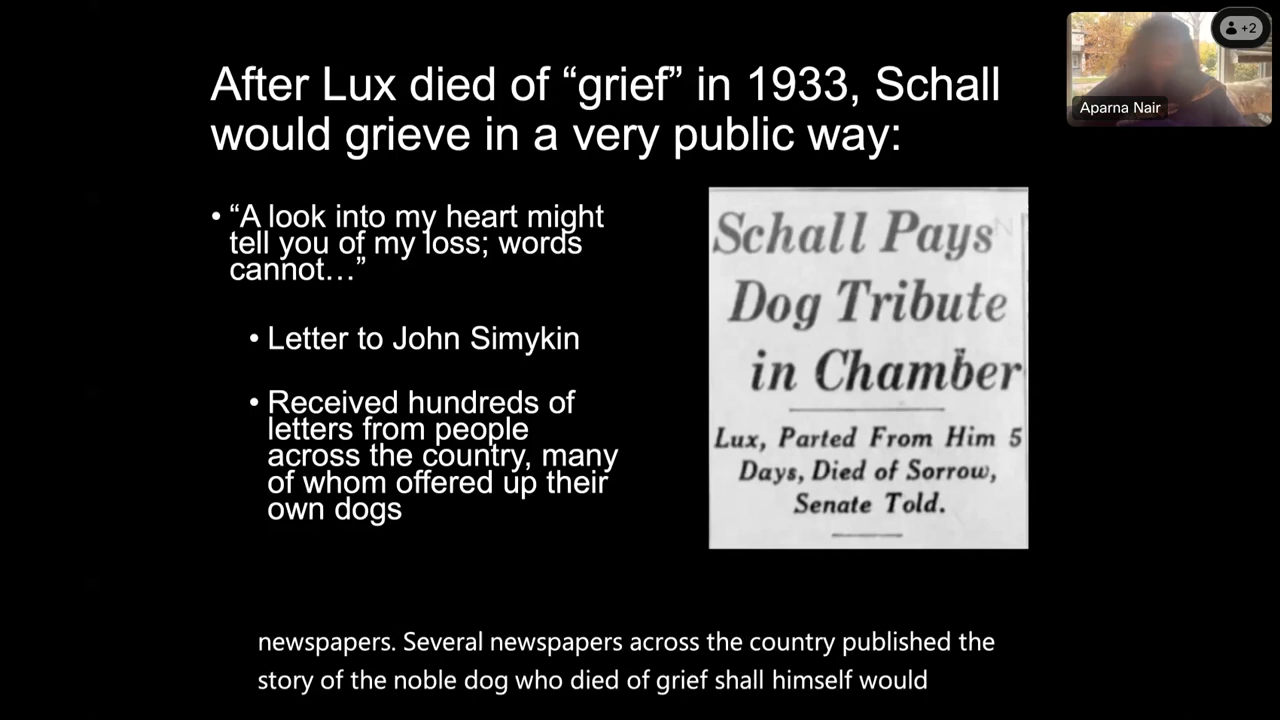 After Lux died of “grief” in 1933, Schall
would grieve in a very public way:
• “A look into my heart might
tell you of my loss; words
cannot…”
• Letter to John Simykin
• Received hundreds of
letters from people
across the country, many
of whom offered up their
own dogs
Schall Pays
Dog Tribute
in Chamber
Lux, Parted From Him 5
Days, Died of Sorrow,
Senate Told.
+2
Aparna Nair
newspapers. Several newspapers across the country published the
story of the noble dog who died of grief shall himself would